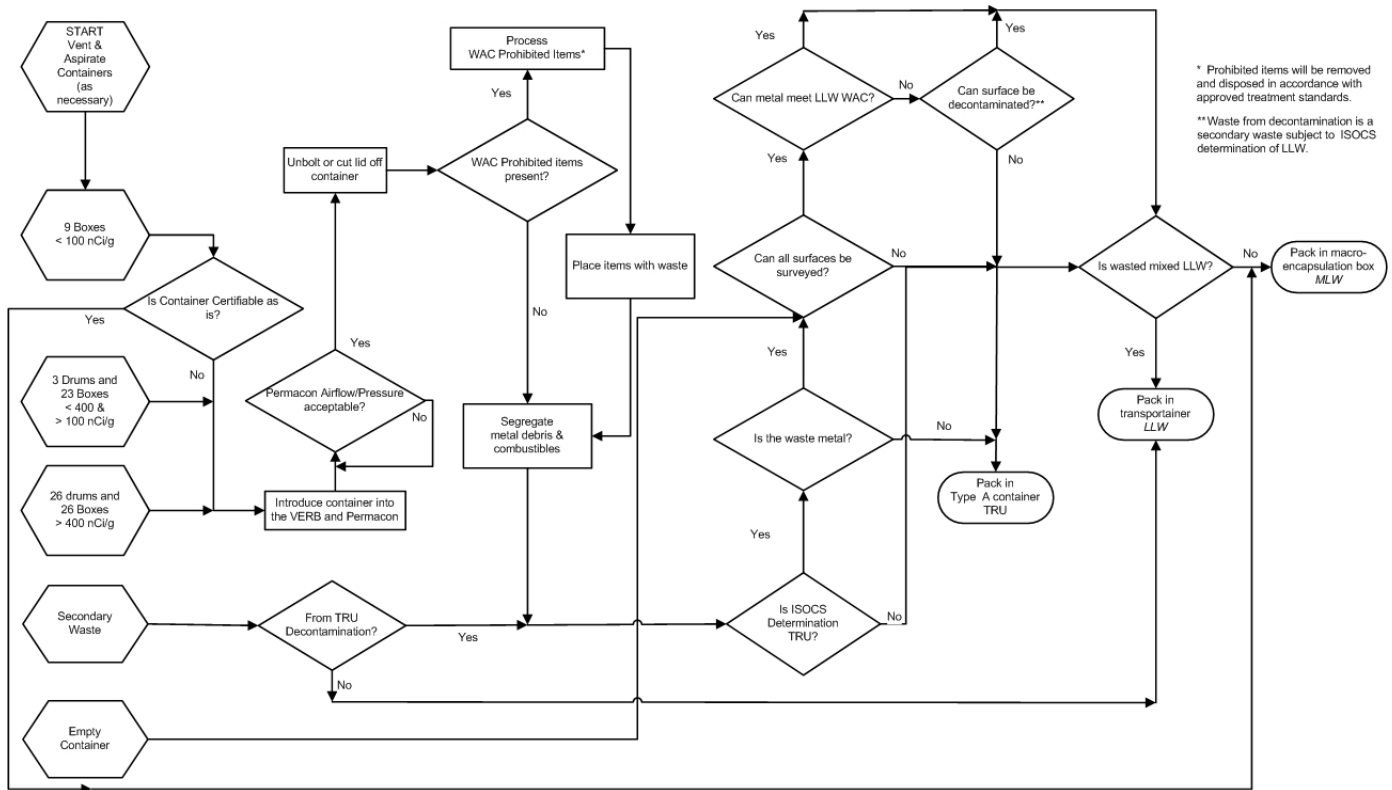 START
Vent &
Aspirate
Containers
(as
necessary)
9 Boxes
< 100 nCi/g
Is Container Certifiable as
is?
Yes
No
3 Drums and
23 Boxes
< 400 &
> 100 nCi/g
26 drums and
26 Boxes
> 400 nCi/g
Secondary
Waste
Empty
Container
Introduce container into
the VERB and Permacon
Permacon Airflow/Pressure
acceptable?
No
Yes
Unbolt or cut lid off
container
WAC Prohibited items
present?
Yes
Process
WAC Prohibited Items*
Place items with waste
No
Segregate
metal debris &
combustibles
From TRU
Decontamination?
Yes
No
Is ISOCS
Determination
TRU?
No
Yes
Is the waste metal?
No
Yes
Can all surfaces be
surveyed?
No
Yes
Can metal meet LLW WAC?
No
Yes
Can surface be
decontaminated?**
Yes
No
Pack in
Type A container
TRU
Is wasted mixed LLW?
No
Yes
Pack in macro-
encapsulation box
MLW
Pack in
transportainer
LLW
* Prohibited items will be removed
and disposed in accordance with
approved treatment standards.
** Waste from decontamination is a
secondary waste subject to ISOCS
determination of LLW.